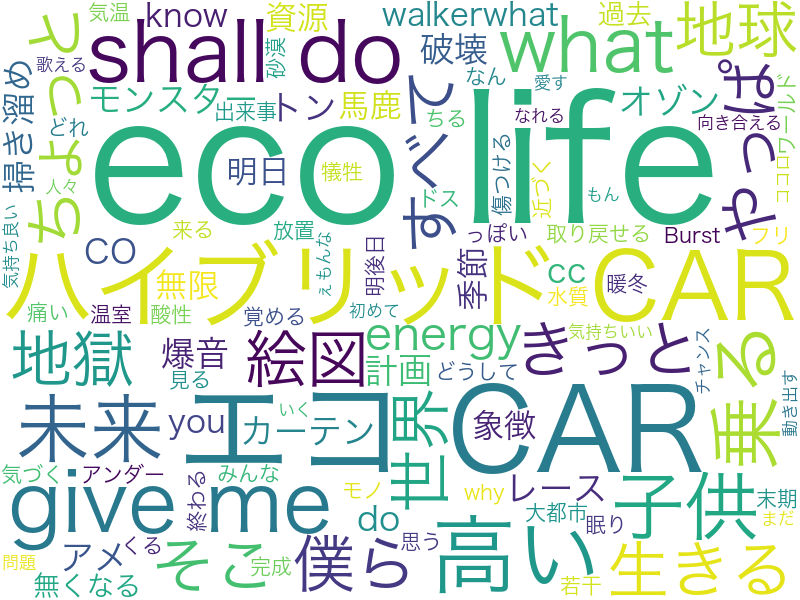 気温
know
資源
walkerwhat
過去
地球
歌える
ちょっと
shall do
砂漠
破壊
what
なん
愛す
掃き溜め
モンスター
出来事
トン
馬鹿
すべて
ちる
オゾン
なれる
やっぱ
ココロワールド
どれ
人々
eco life
明日
犠牲
ドス
傷つける
近づく
向き合える
もん
気持ち良い
CO
来る
放置
っぽい
取り戻せる
Burst
フリ
ハイブリッド CAR
無限
ぇもんな
明後日
季節
cc
水質
暖冬
痛い
温室
酸性
覚める
初めて
地獄
爆音
絵図
energy
きっと
気持ちいい
チャンス
乗る
見る
計画
どうして
未来
エコ CAR
you
いく
カーテン
世界
象徴
動き出す
気づく
アンダー
みんな
give me
終わる
モノ
do
why
レース
子供
末期
大都市
まだ
問題
アメ
くる
そこ
完成
僕ら
思う
高い
眠り
若干
生きる
無くなる